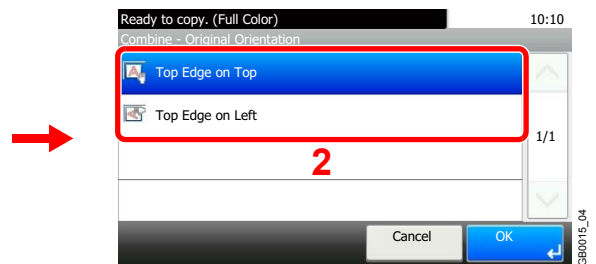 Ready to copy. (Full Color) 10:10
Combine - Original Orientation
Top Edge on Top
Top Edge on Left
1/1
2
Cancel OK
GB0015_04